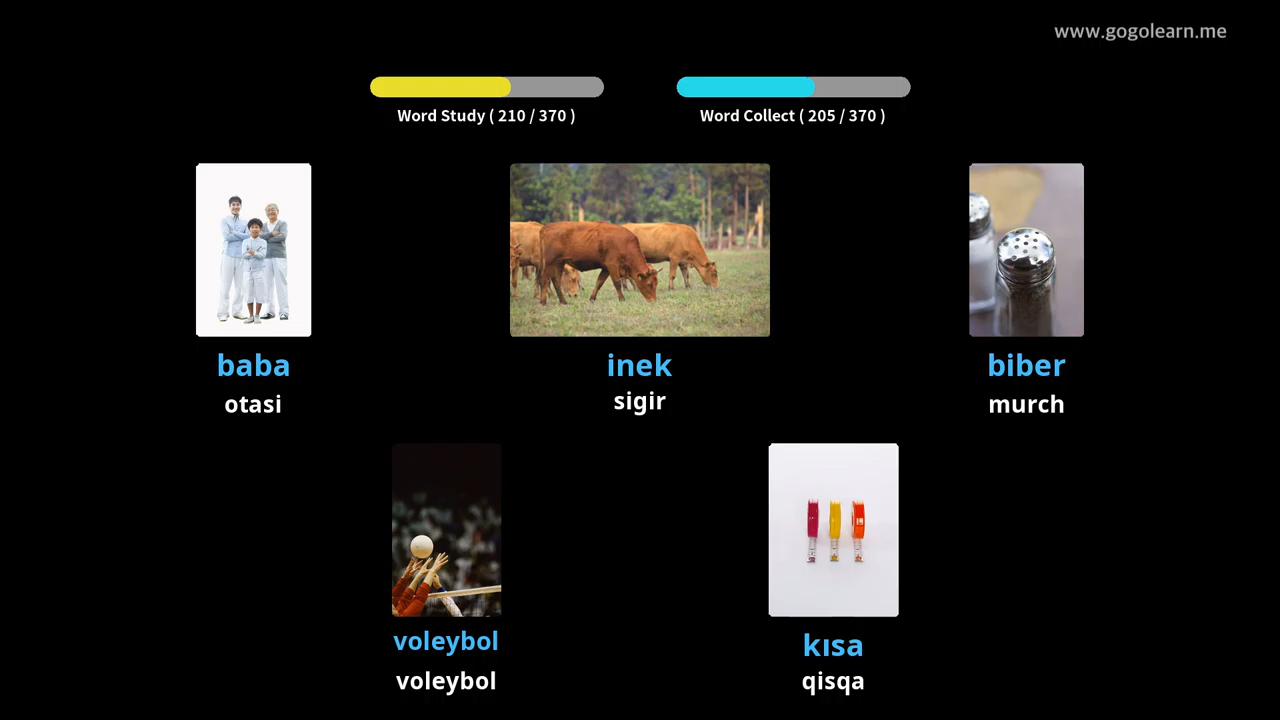 www.gogolearn.me
Word Study ( 210 / 370 )
Word Collect ( 205 / 370 )
baba
otasi
inek
sigir
biber
murch
voleybol
voleybol
kısa
qisqa